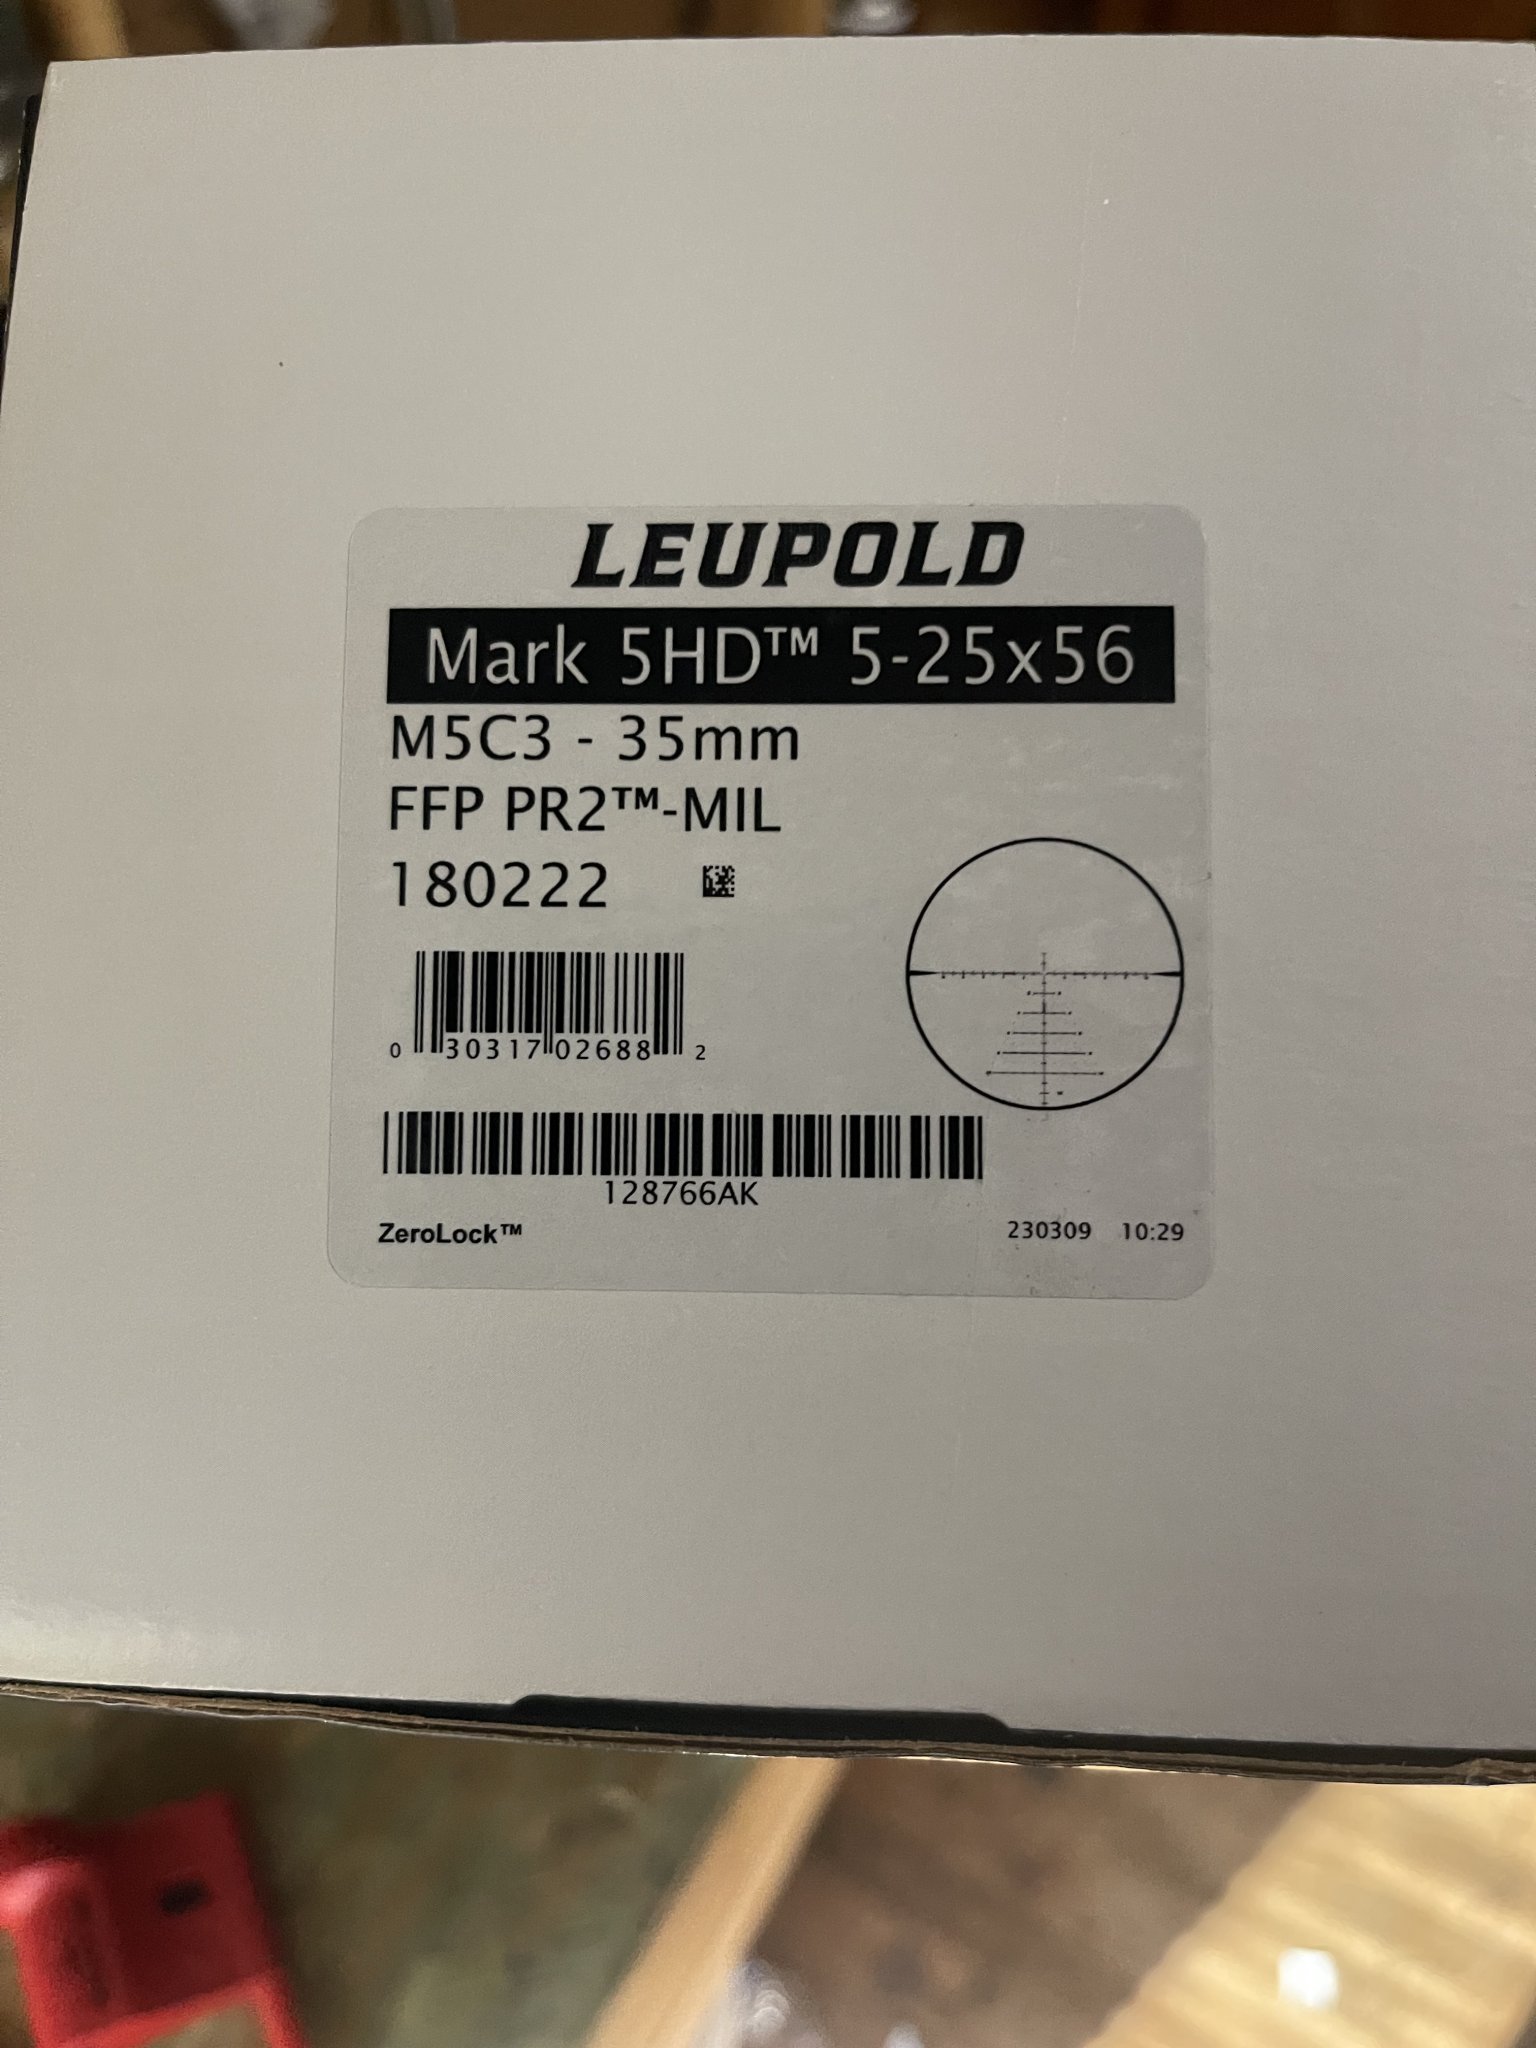 LEUPOLD
Mark 5HD™ 5-25x56
M5C3 - 35mm
FFP PR2™-MIL
180222
0 30317 02688 2
128766AK
ZeroLock™ 230309 10:29